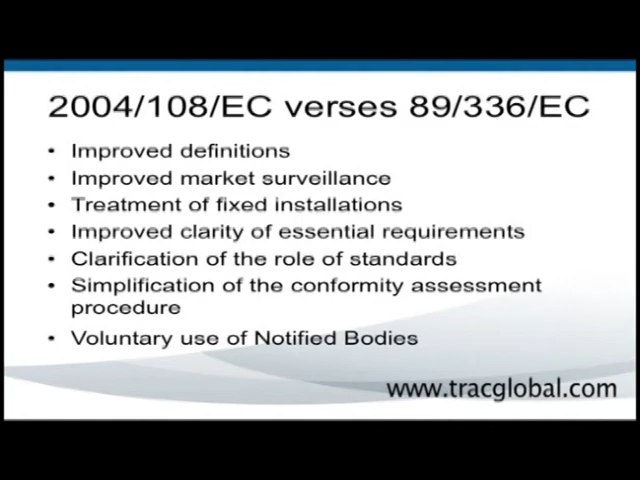 2004/108/EC verses 89/336/EC
• Improved definitions
• Improved market surveillance
• Treatment of fixed installations
• Improved clarity of essential requirements
• Clarification of the role of standards
• Simplification of the conformity assessment
procedure
• Voluntary use of Notified Bodies
www.tracglobal.com